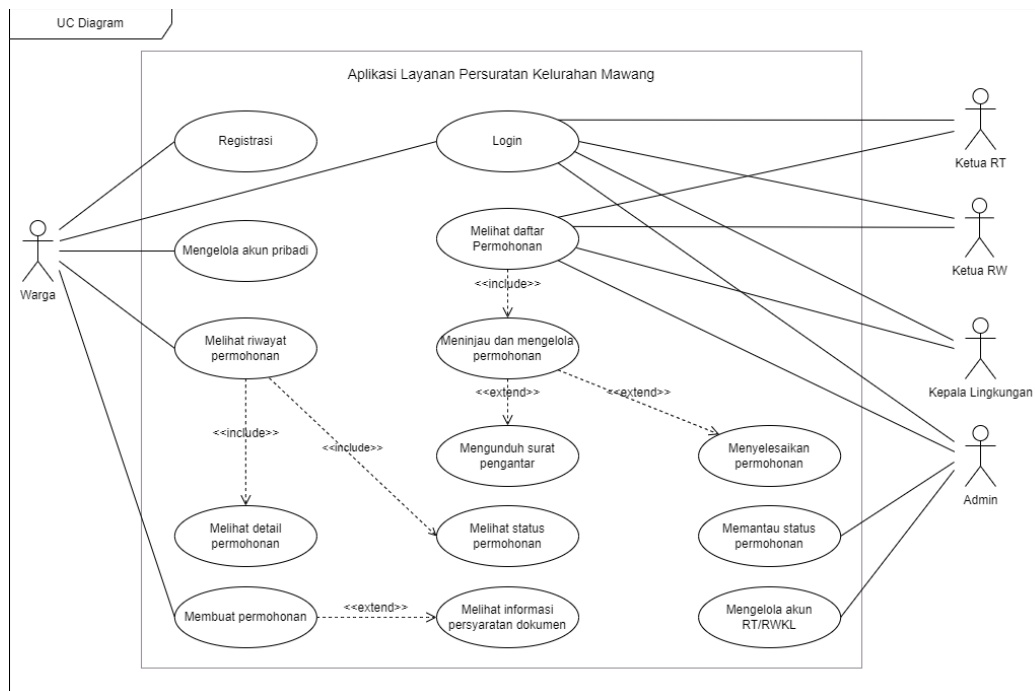 UC Diagram
Aplikasi Layanan Persuratan Kelurahan Mawang
Registrasi
Login
Ketua RT
Mengelola akun pribadi
Melihat daftar
Permohonan
Ketua RW
Warga
<<include>>
Melihat riwayat
permohonan
Meninjau dan mengelola
permohonan
Kepala Lingkungan
<<extend>>
<<extend>>
<<include>>
<<include>>
Mengunduh surat
pengantar
Menyelesaikan
permohonan
Admin
Melihat detail
permohonan
Melihat status
permohonan
Memantau status
permohonan
Membuat permohonan
<<extend>>
Melihat informasi
persyaratan dokumen
Mengelola akun
RT/RWKL